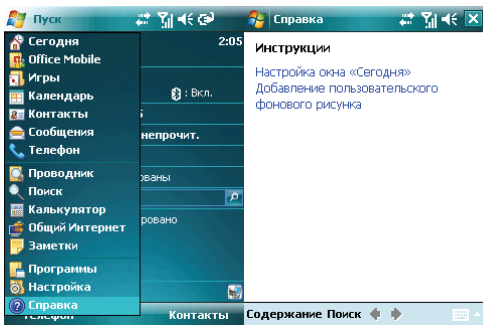 Пуск
Сегодня
2:05
Office Mobile
Игры
Календарь
: Вкл.
Контакты
Сообщения
непрочит.
Телефон
Проводник
ованы
Поиск
Калькулятор
ровано
Общий Интернет
Заметки
Программы
Настройка
Справка
Телефон
Контакты
Справка
Инструкции
Настройка окна «Сегодня»
Добавление пользовательского
фонового рисунка
Содержание Поиск